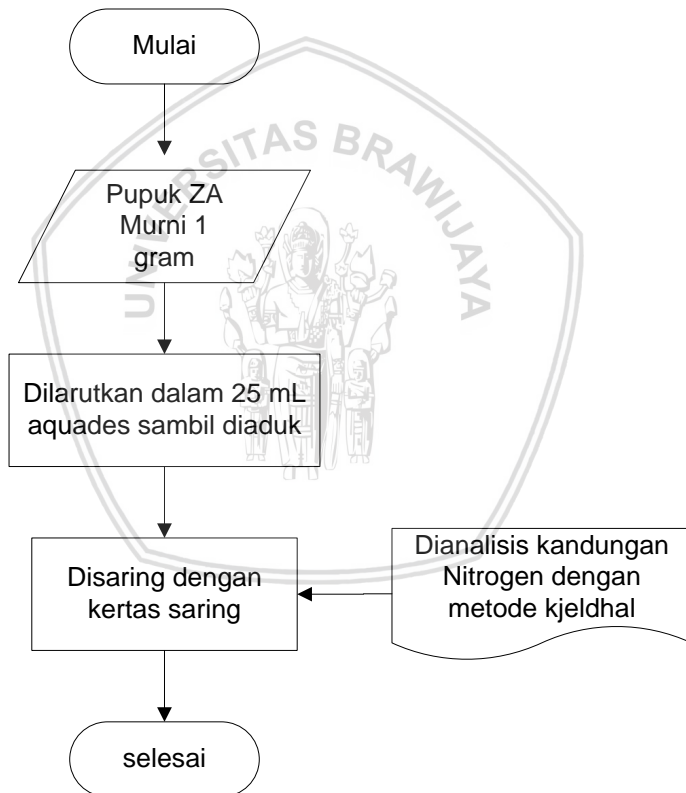 Mulai
UNIVERSITAS BRAWIJAYA
Pupuk ZA
Murni 1
gram
Dilarutkan dalam 25 mL
aquades sambil diaduk
Disaring dengan
kertas saring
Dianalisis kandungan
Nitrogen dengan
metode kjeldhal
selesai